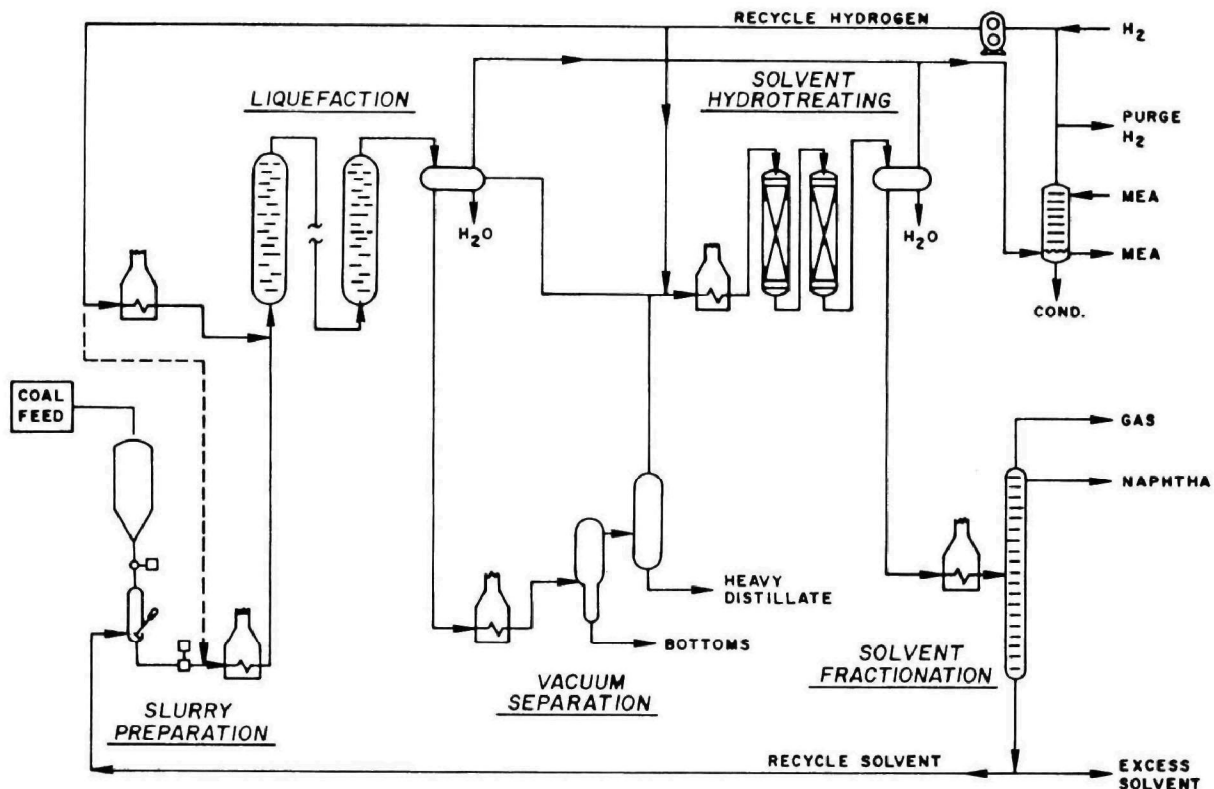 RECYCLE HYDROGEN
H2
LIQUEFACTION
SOLVENT
HYDROTREATING
PURGE
H2
MEA
H2O
H2O
MEA
COND.
COAL
FEED
GAS
NAPHTHA
HEAVY
DISTILLATE
BOTTOMS
SOLVENT
FRACTIONATION
VACUUM
SEPARATION
SLURRY
PREPARATION
RECYCLE SOLVENT
EXCESS
SOLVENT